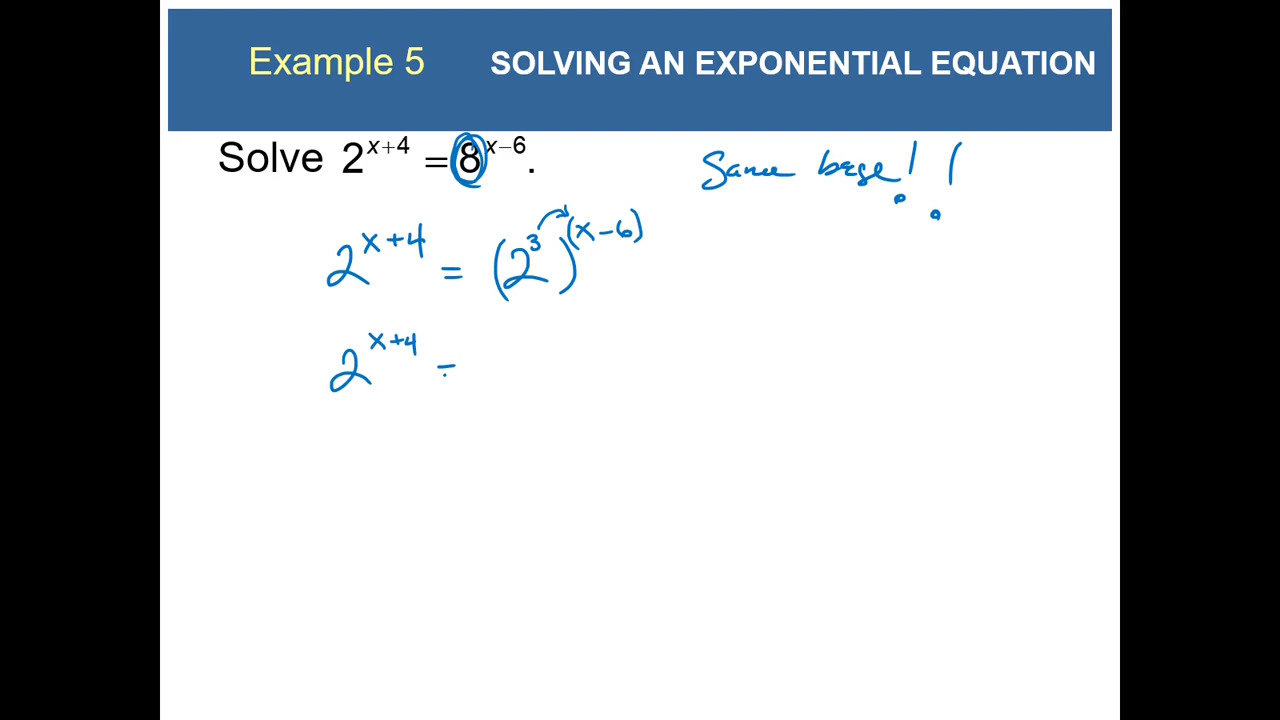 Example 5 SOLVING AN EXPONENTIAL EQUATION
Solve 2^{x+4} = 8^{x−6}.
Same base!!
2^{x+4} = (2^3)^{(x−6)}
2^{x+4} =